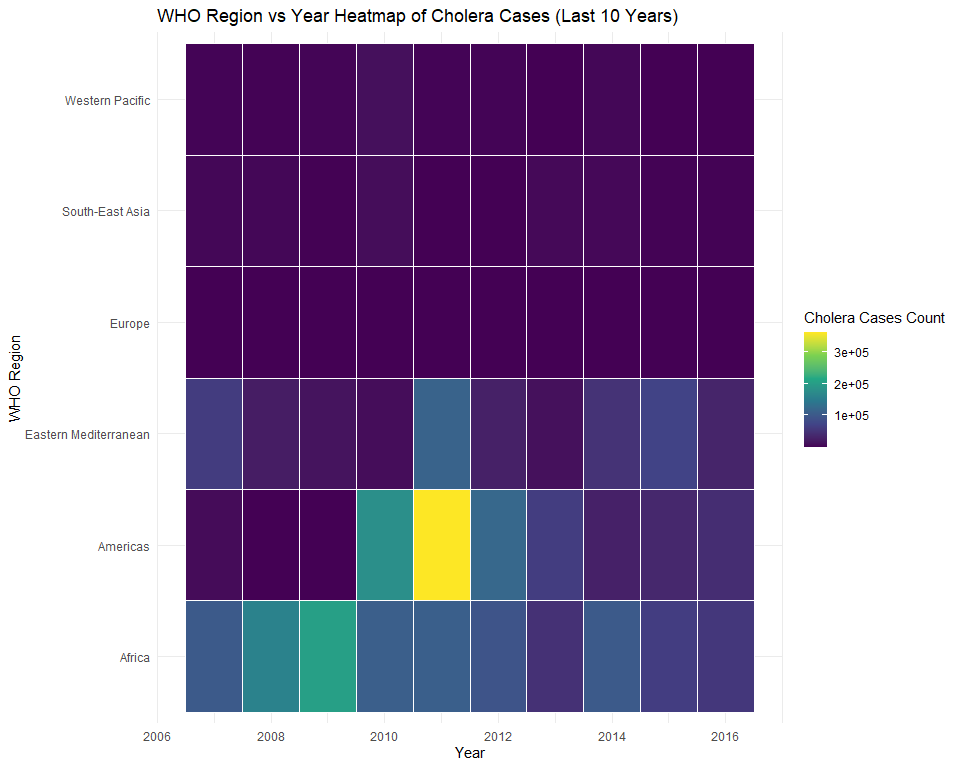 WHO Region vs Year Heatmap of Cholera Cases (Last 10 Years)
WHO Region
Western Pacific
South-East Asia
Europe
Eastern Mediterranean
Americas
Africa
2006 2008 2010 2012 2014 2016
Year
Cholera Cases Count
3e+05
2e+05
1e+05